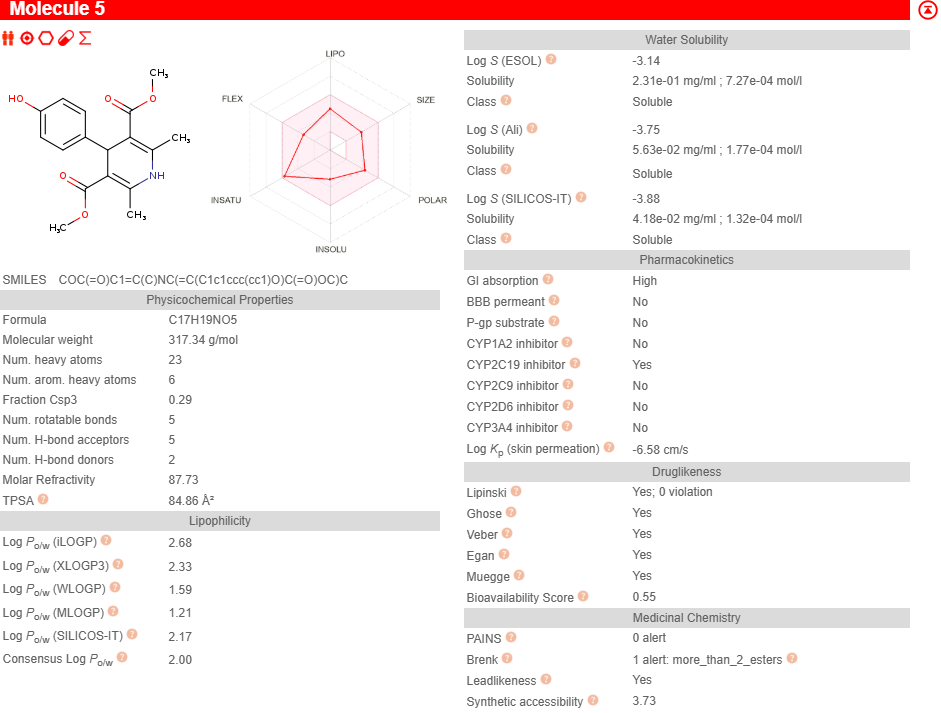 Molecule 5
HO
CH3
O
O
CH3
NH
O
O
H3C
CH3
LIPO
FLEX
SIZE
INSATU
POLAR
INSOLU
SMILES COC(=O)C1=C(C)NC(=C(C1c1ccc(cc1)O)C(=O)OC)C
Physicochemical Properties
Formula C17H19NO5
Molecular weight 317.34 g/mol
Num. heavy atoms 23
Num. arom. heavy atoms 6
Fraction Csp3 0.29
Num. rotatable bonds 5
Num. H-bond acceptors 5
Num. H-bond donors 2
Molar Refractivity 87.73
TPSA ? 84.86 Å²
Lipophilicity
Log Po/w (iLOGP) ? 2.68
Log Po/w (XLOGP3) ? 2.33
Log Po/w (WLOGP) ? 1.59
Log Po/w (MLOGP) ? 1.21
Log Po/w (SILICOS-IT) ? 2.17
Consensus Log Po/w ? 2.00
Water Solubility
Log S (ESOL) ? -3.14
Solubility 2.31e-01 mg/ml ; 7.27e-04 mol/l
Class ? Soluble
Log S (Ali) ? -3.75
Solubility 5.63e-02 mg/ml ; 1.77e-04 mol/l
Class ? Soluble
Log S (SILICOS-IT) ? -3.88
Solubility 4.18e-02 mg/ml ; 1.32e-04 mol/l
Class ? Soluble
Pharmacokinetics
GI absorption ? High
BBB permeant ? No
P-gp substrate ? No
CYP1A2 inhibitor ? No
CYP2C19 inhibitor ? Yes
CYP2C9 inhibitor ? No
CYP2D6 inhibitor ? No
CYP3A4 inhibitor ? No
Log Kp (skin permeation) ? -6.58 cm/s
Druglikeness
Lipinski ? Yes; 0 violation
Ghose ? Yes
Veber ? Yes
Egan ? Yes
Muegge ? Yes
Bioavailability Score ? 0.55
Medicinal Chemistry
PAINS ? 0 alert
Brenk ? 1 alert: more_than_2_esters ?
Leadlikeness ? Yes
Synthetic accessibility ? 3.73